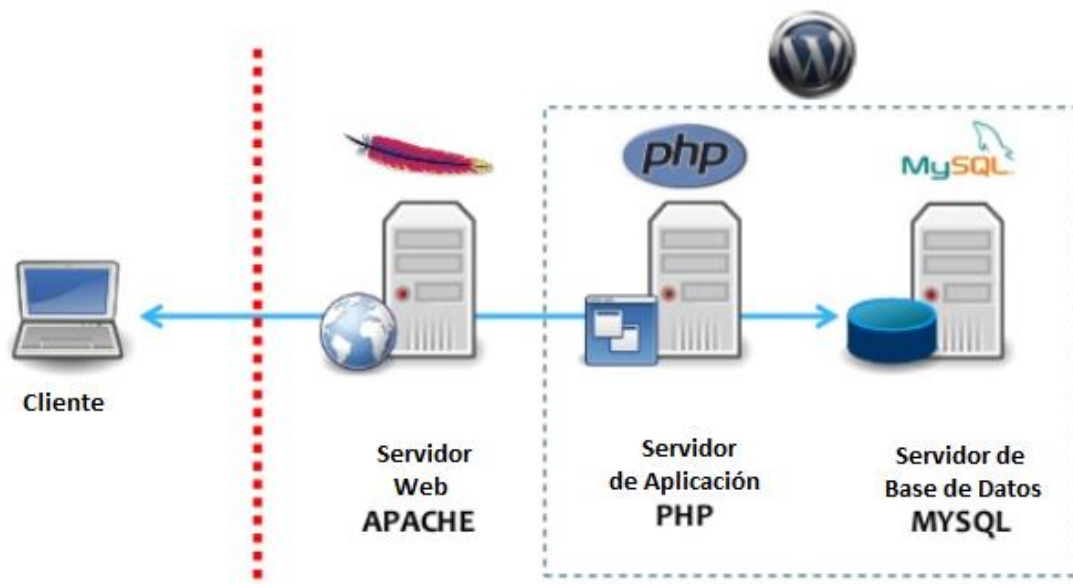 W
php
MySQL
Cliente
Servidor
Web
APACHE
Servidor
de Aplicación
PHP
Servidor de
Base de Datos
MYSQL